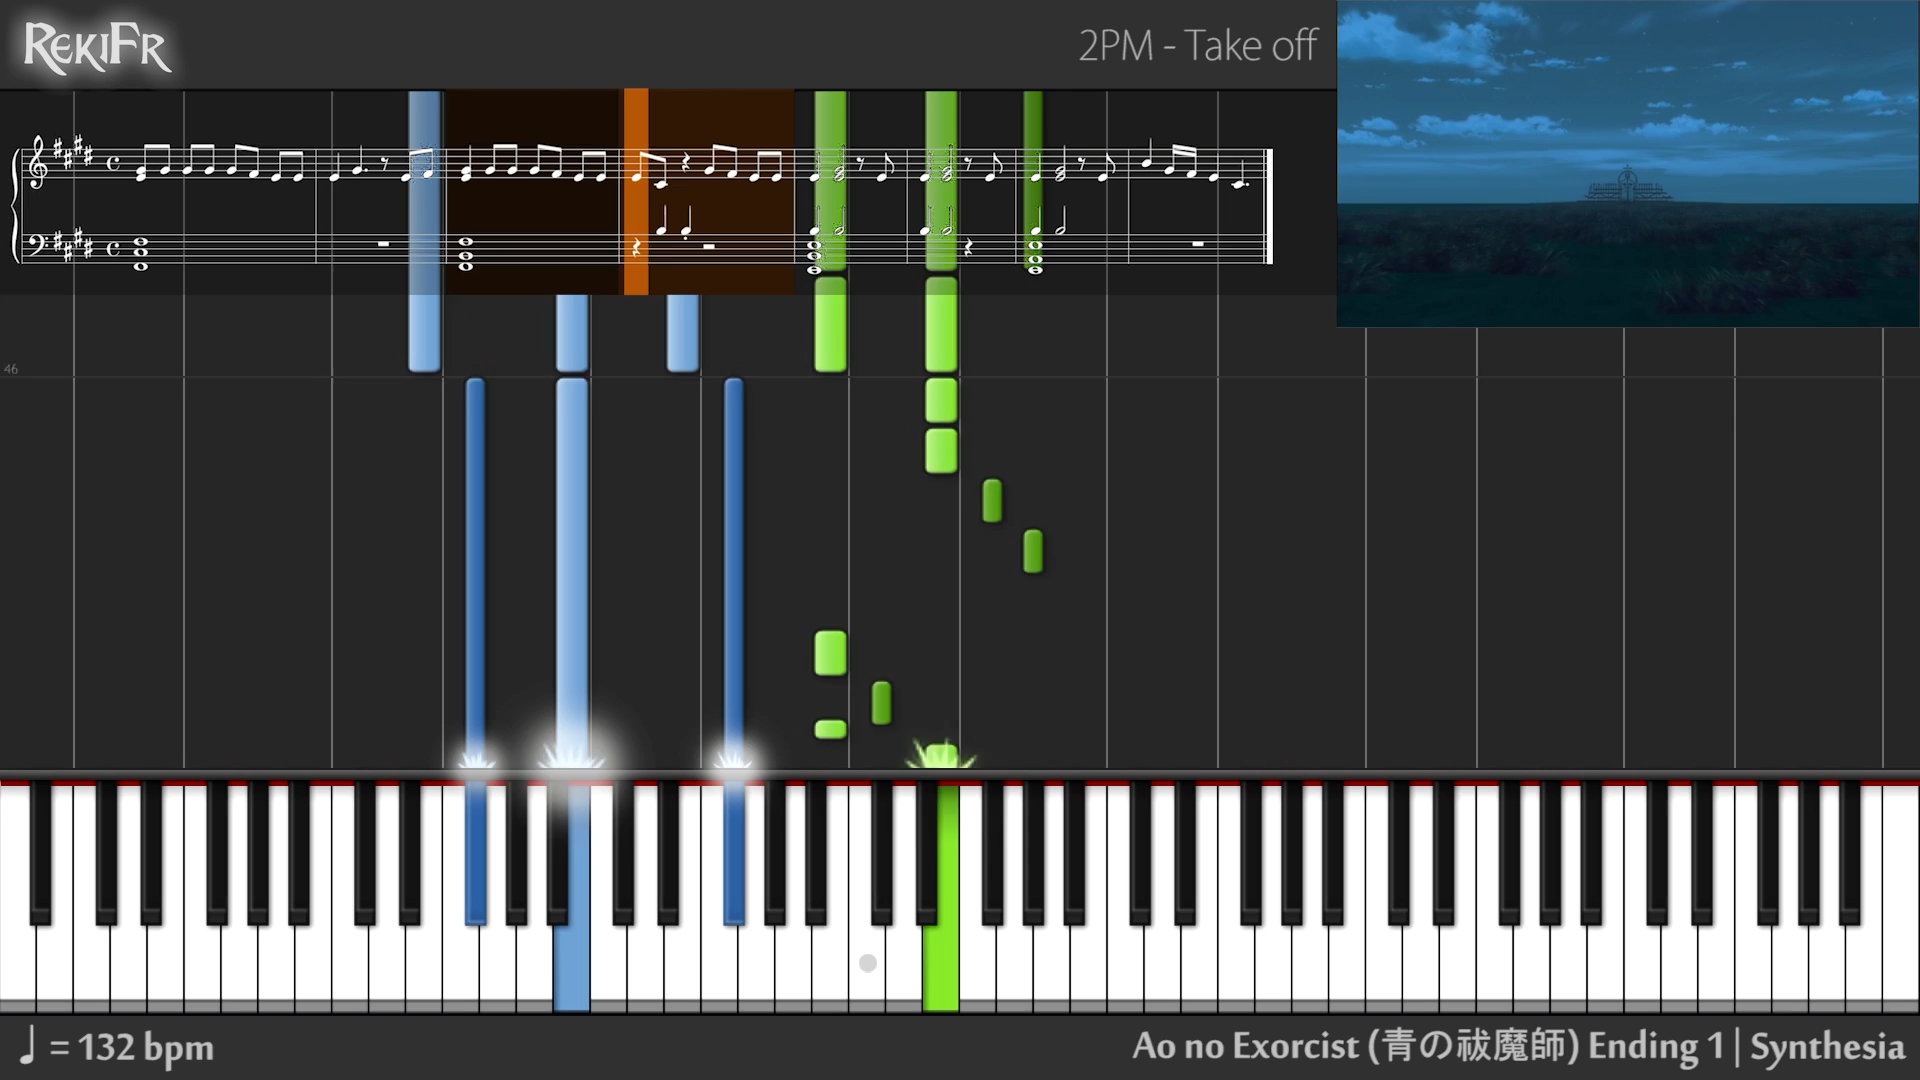 REKIFR
2PM - Take off
46
♩ = 132 bpm
Ao no Exorcist (青の祓魔師) Ending 1 | Synthesia